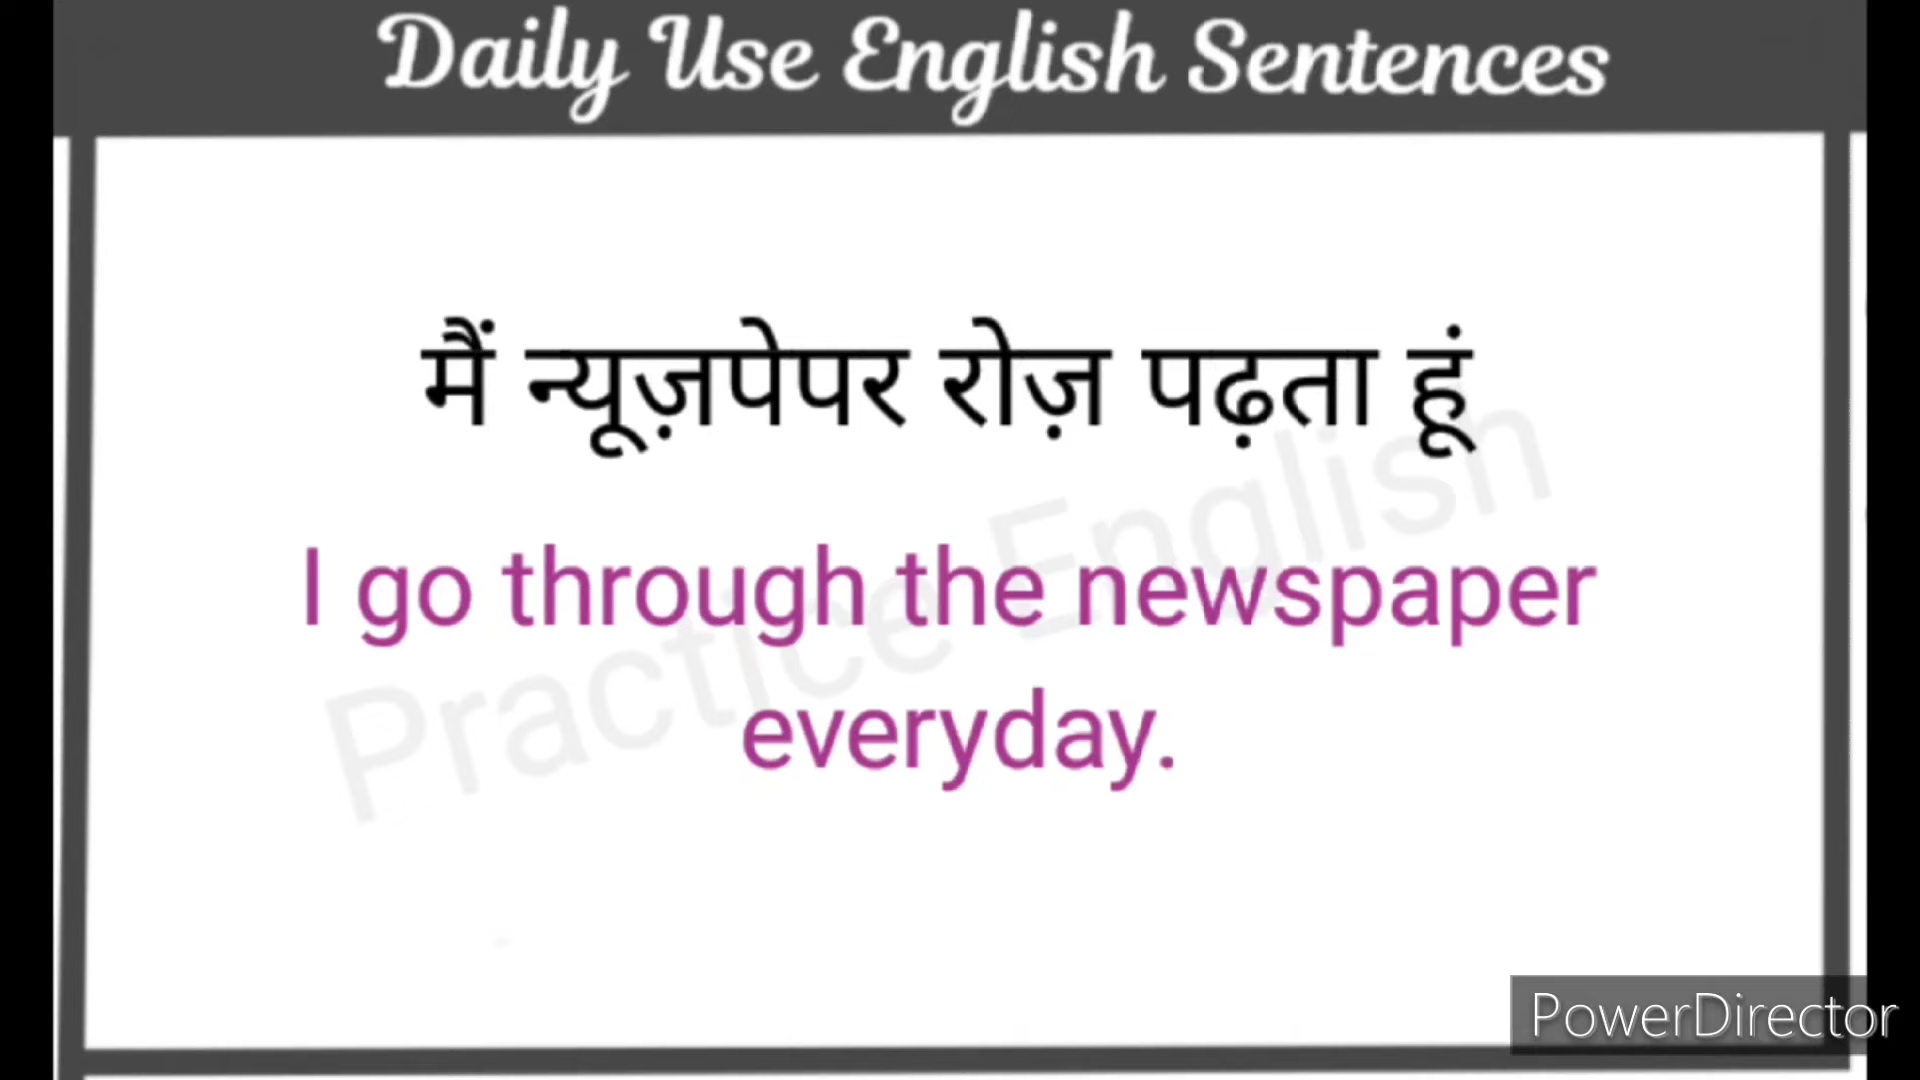 Daily Use English Sentences
मैं न्यूज़पेपर रोज़ पढ़ता हूं
I go through the newspaper
everyday.
Practice English
PowerDirector